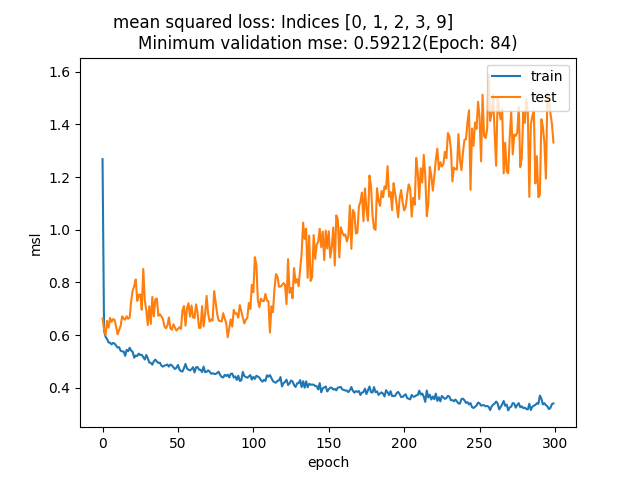 mean squared loss: Indices [0, 1, 2, 3, 9]
Minimum validation mse: 0.59212(Epoch: 84)
train
test
1.6
1.4
1.2
1.0
0.8
0.6
0.4
msl
0 50 100 150 200 250 300
epoch